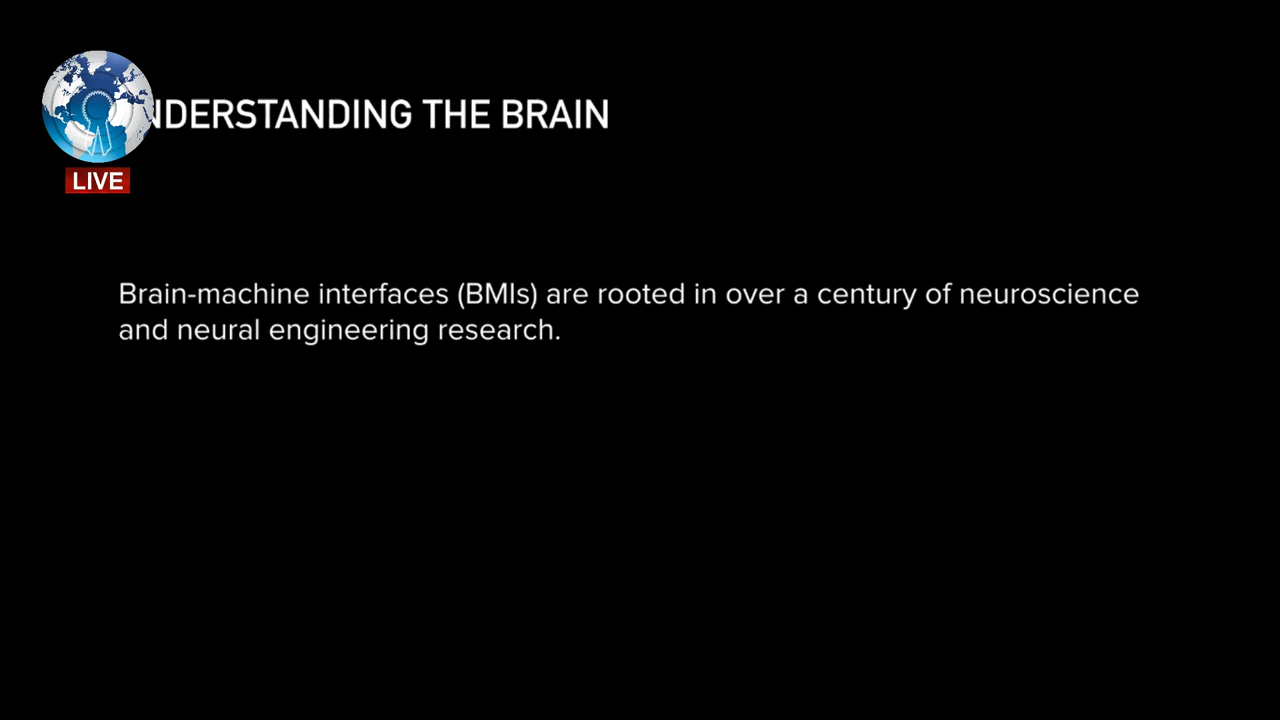 NDERSTANDING THE BRAIN
LIVE
Brain-machine interfaces (BMIs) are rooted in over a century of neuroscience
and neural engineering research.